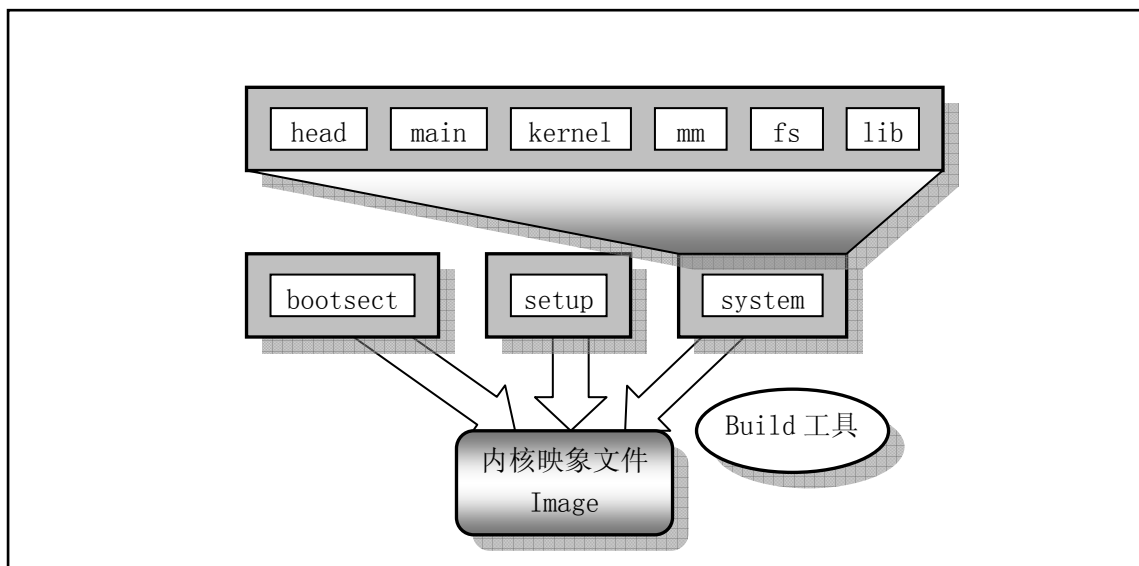 head main kernel mm fs lib
bootsect setup system
Build 工具
内核映象文件
Image